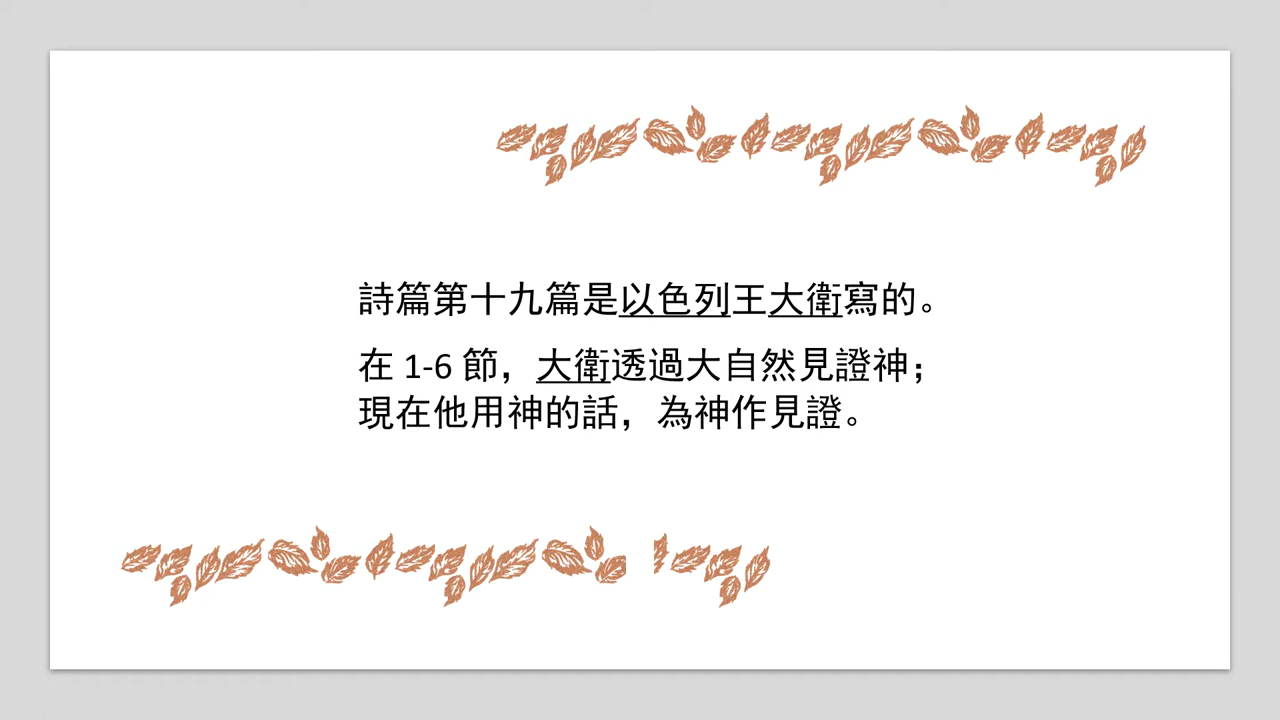 詩篇第十九篇是以色列王大衛寫的。
在 1-6 節，大衛透過大自然見證神；
現在他用神的話，為神作見證。